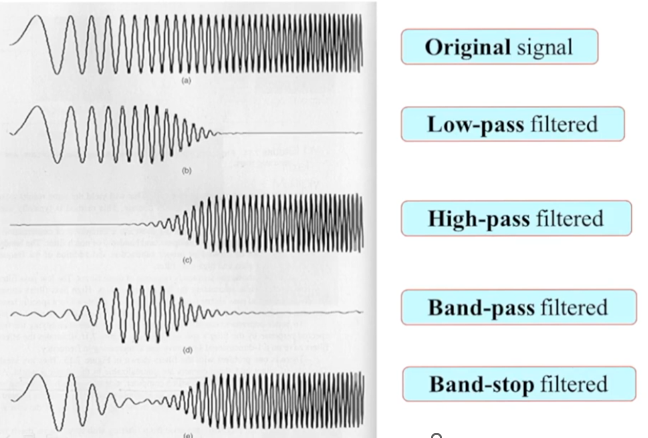 Original signal
(a)
Low-pass filtered
(b)
High-pass filtered
(c)
Band-pass filtered
(d)
Band-stop filtered
(e)